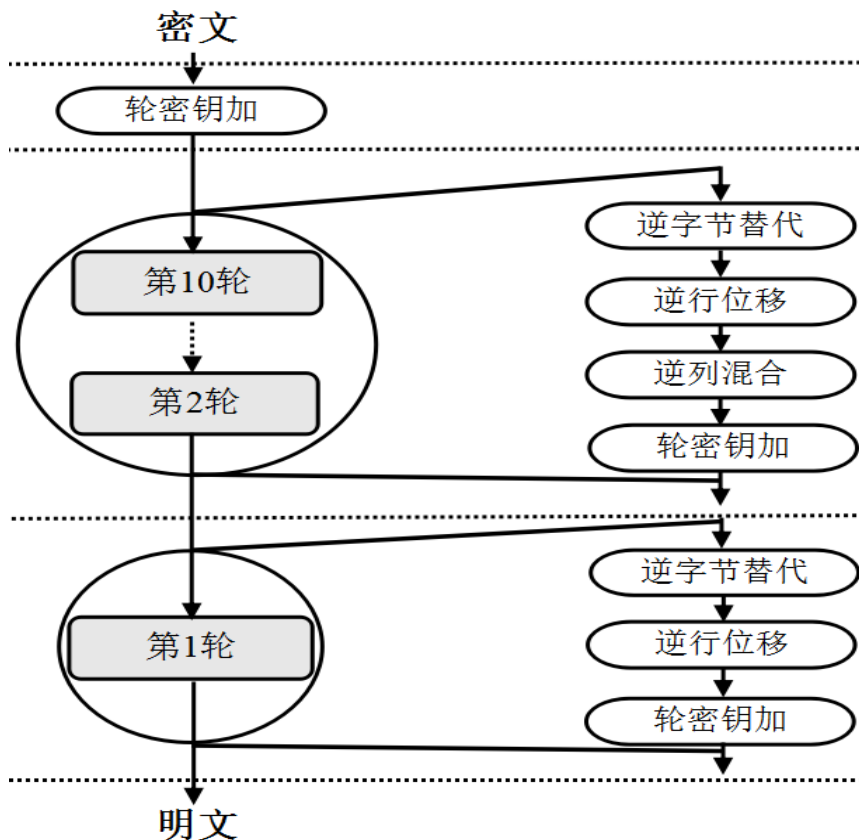 密文
轮密钥加
第10轮
第2轮
逆字节替代
逆行位移
逆列混合
轮密钥加
第1轮
逆字节替代
逆行位移
轮密钥加
明文